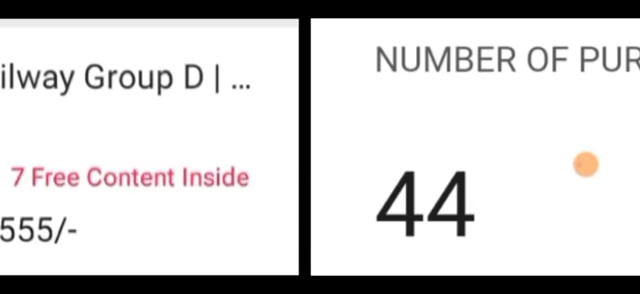 ilway Group D | ...
7 Free Content Inside
555/-
NUMBER OF PUR
44